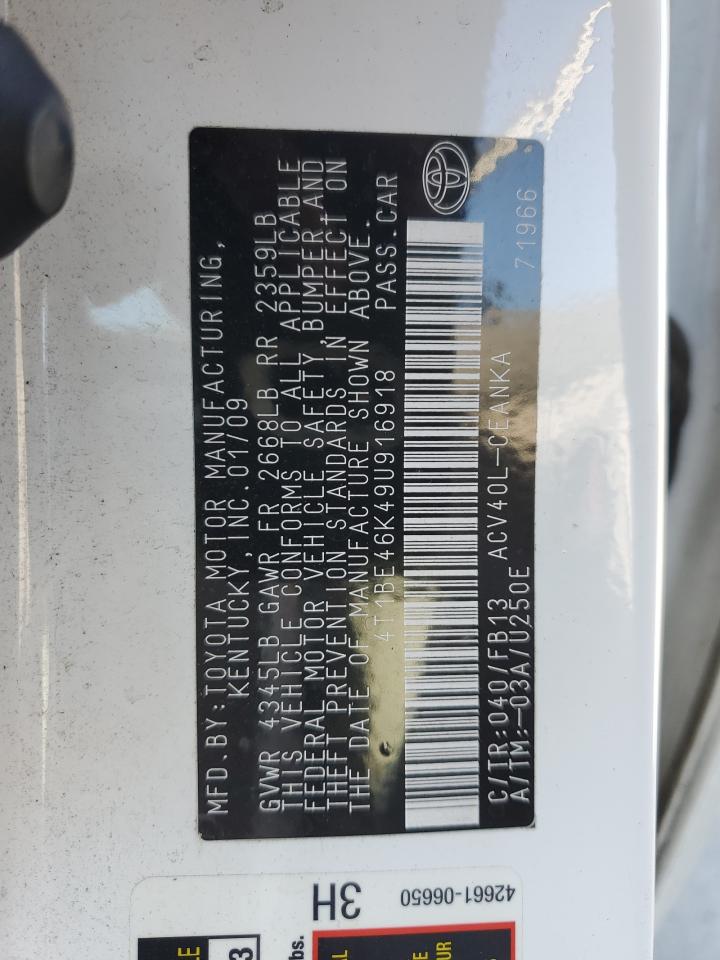 MFD. BY: TOYOTA MOTOR MANUFACTURING,
KENTUCKY, INC. 01/09
GVWR 4345LB GAWR FR 2668LB RR 2359LB
THIS VEHICLE CONFORMS TO ALL APPLICABLE
FEDERAL MOTOR VEHICLE SAFETY, BUMPER AND
THEFT PREVENTION STANDARDS IN EFFECT ON
THE DATE OF MANUFACTURE SHOWN ABOVE.
4T1BE46K49U916918 PASS. CAR
C/TR: 040/FB13 ACV40L-CEANKA 71966
A/TM: -03A/U250E
3H
42661-06650